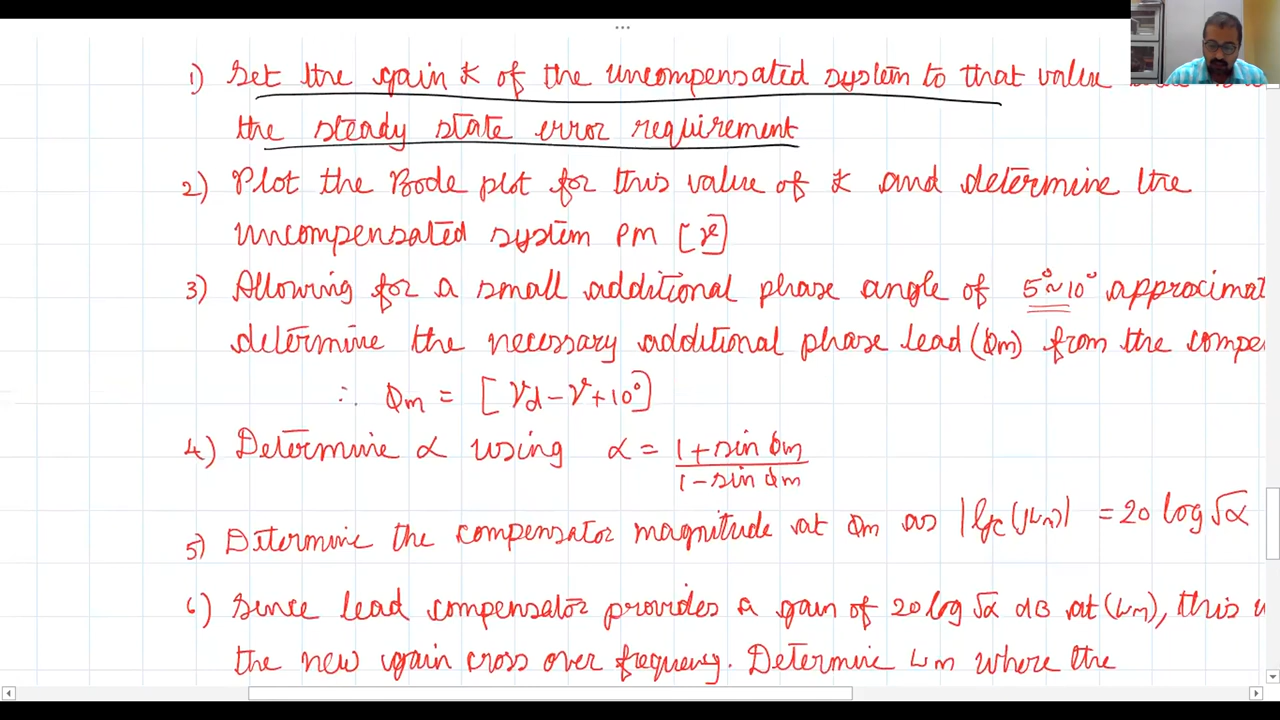 1) Set the gain K of the uncompensated system to that value
the steady state error requirement
2) Plot the Bode plot for this value of K and determine the
uncompensated system PM [γ]
3) Allowing for a small additional phase angle of 5°~10° approximat
determine the necessary additional phase lead (φm) from the compe
∴ φm = [γd - γ + 10°]
4) Determine α using α = 1 + sin φm / 1 - sin φm
5) Determine the compensator magnitude at φm as |Gc(jωm)| = 20 log √α
6) Since lead compensator provides a gain of 20 log √α dB at (ωm), this
the new gain cross over frequency. Determine ωm where the